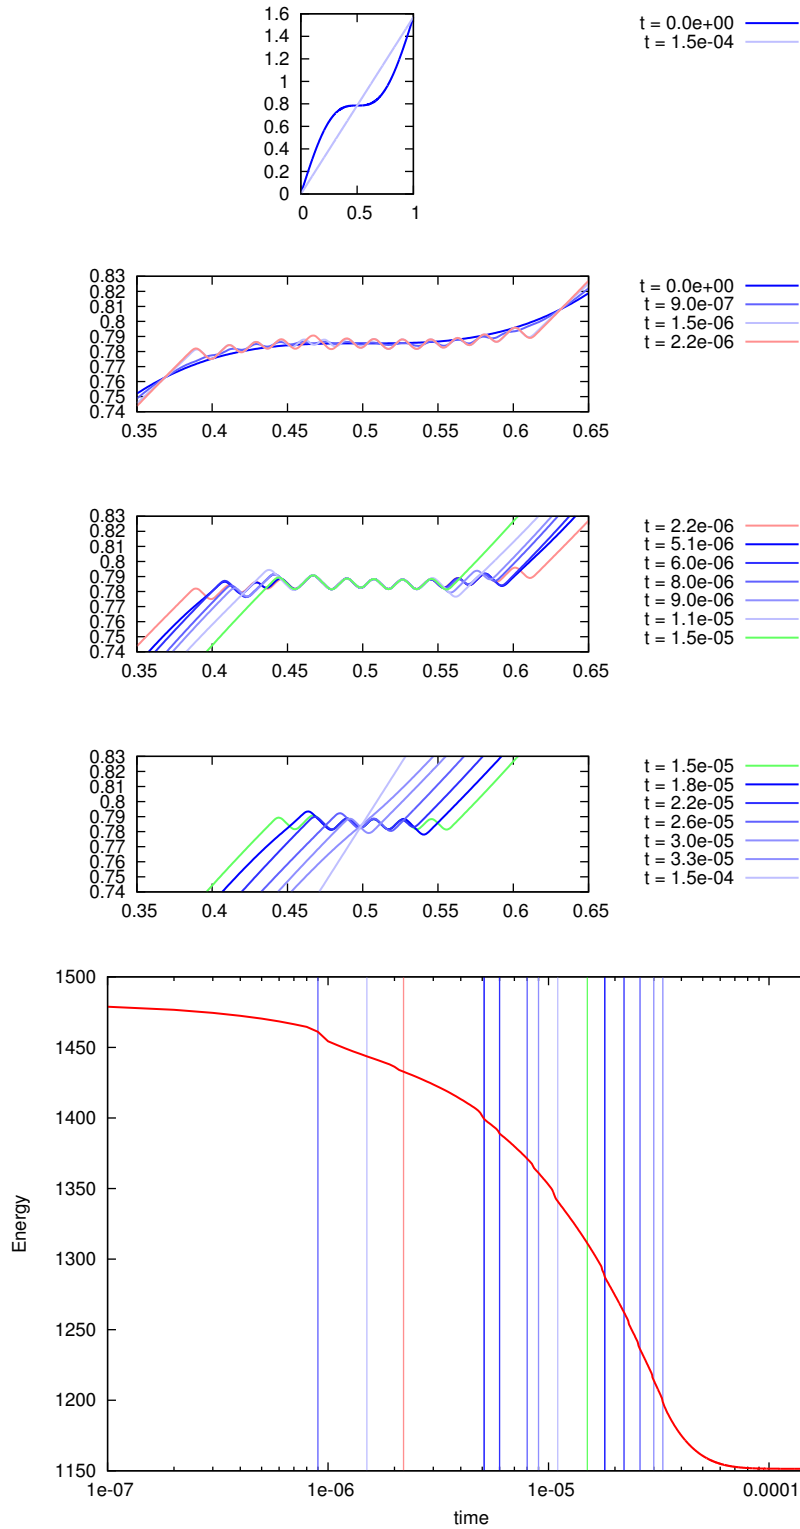 1.6
1.4
1.2
1
0.8
0.6
0.4
0.2
0
0 0.5 1
t = 0.0e+00
t = 1.5e-04
0.83
0.82
0.81
0.8
0.79
0.78
0.77
0.76
0.75
0.74
0.35 0.4 0.45 0.5 0.55 0.6 0.65
t = 0.0e+00
t = 9.0e-07
t = 1.5e-06
t = 2.2e-06
0.83
0.82
0.81
0.8
0.79
0.78
0.77
0.76
0.75
0.74
0.35 0.4 0.45 0.5 0.55 0.6 0.65
t = 2.2e-06
t = 5.1e-06
t = 6.0e-06
t = 8.0e-06
t = 9.0e-06
t = 1.1e-05
t = 1.5e-05
0.83
0.82
0.81
0.8
0.79
0.78
0.77
0.76
0.75
0.74
0.35 0.4 0.45 0.5 0.55 0.6 0.65
t = 1.5e-05
t = 1.8e-05
t = 2.2e-05
t = 2.6e-05
t = 3.0e-05
t = 3.3e-05
t = 1.5e-04
1500
1450
1400
1350
1300
1250
1200
1150
Energy
1e-07 1e-06 1e-05 0.0001
time